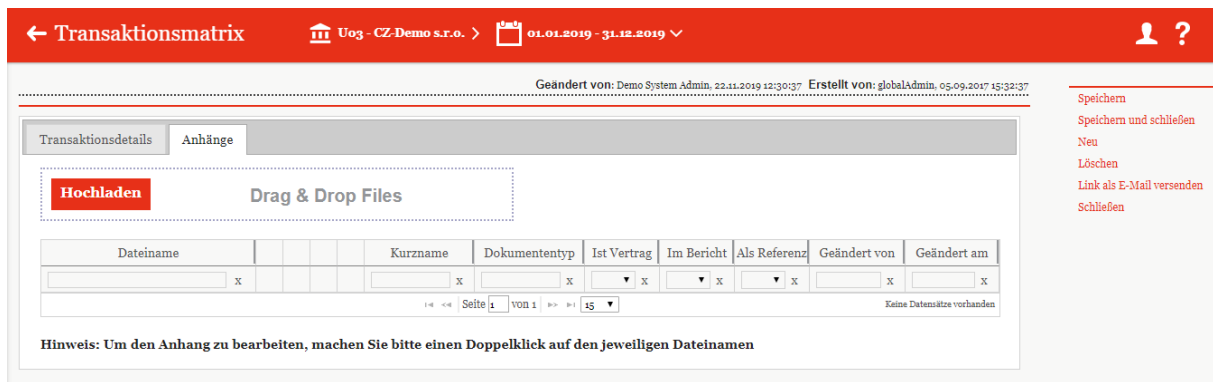 Transaktionsmatrix U03 - CZ-Demo s.r.o. 01.01.2019 - 31.12.2019 ?
Geändert von: Demo System Admin, 22.11.2019 12:30:37 Erstellt von: globalAdmin, 05.09.2017 15:32:37
Speichern
Speichern und schließen
Neu
Löschen
Link als E-Mail versenden
Schließen
Transaktionsdetails Anhänge
Hochladen Drag & Drop Files
Dateiname Kurzname Dokumententyp Ist Vertrag Im Bericht Als Referenz Geändert von Geändert am
x x x x x x x x
Seite 1 von 1 15 Keine Datensätze vorhanden
Hinweis: Um den Anhang zu bearbeiten, machen Sie bitte einen Doppelklick auf den jeweiligen Dateinamen